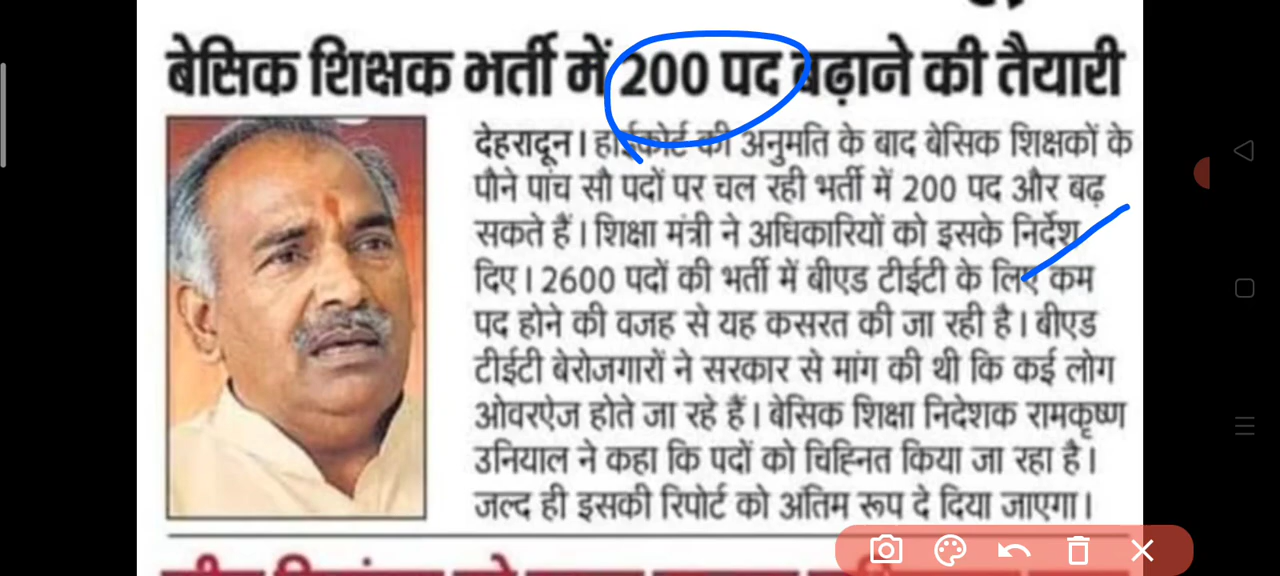 बेसिक शिक्षक भर्ती में 200 पद बढ़ाने की तैयारी
देहरादून। हाईकोर्ट की अनुमति के बाद बेसिक शिक्षकों के
पौने पांच सौ पदों पर चल रही भर्ती में 200 पद और बढ़
सकते हैं। शिक्षा मंत्री ने अधिकारियों को इसके निर्देश
दिए। 2600 पदों की भर्ती में बीएड टीईटी के लिए कम
पद होने की वजह से यह कसरत की जा रही है। बीएड
टीईटी बेरोजगारों ने सरकार से मांग की थी कि कई लोग
ओवरऐज होते जा रहे हैं। बेसिक शिक्षा निदेशक रामकृष्ण
उनियाल ने कहा कि पदों को चिह्नित किया जा रहा है।
जल्द ही इसकी रिपोर्ट को अंतिम रूप दे दिया जाएगा।